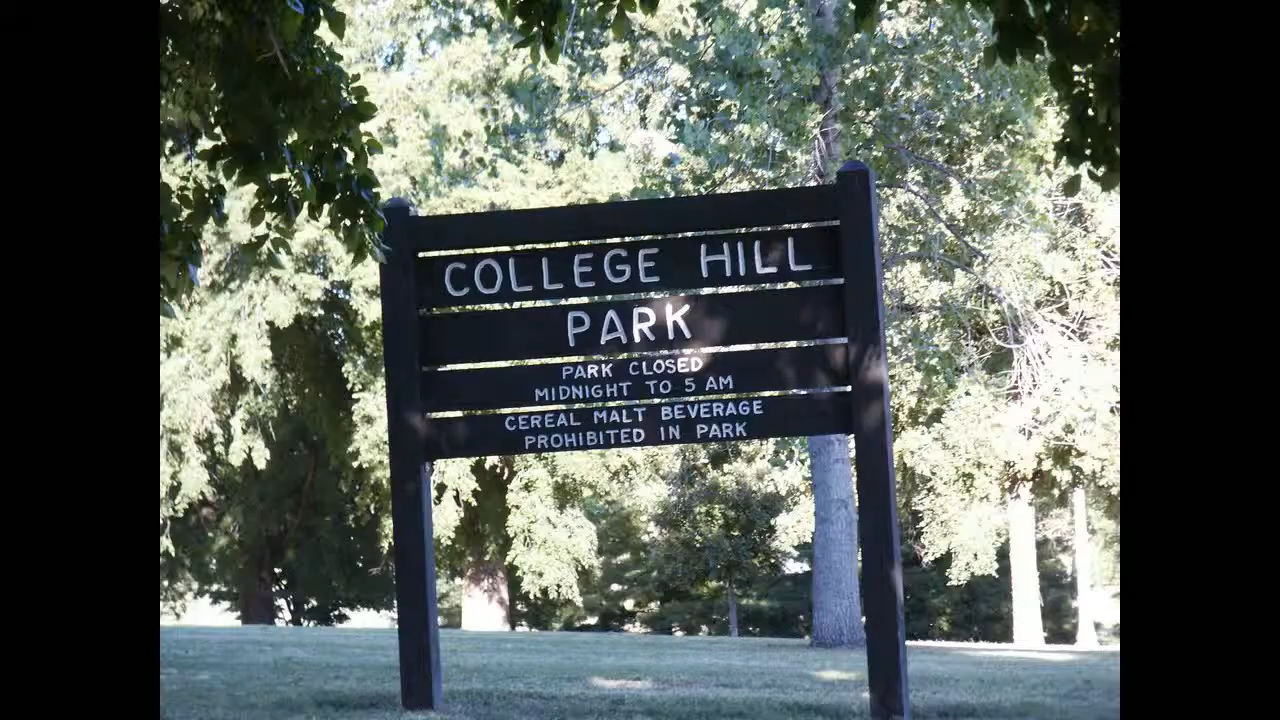 COLLEGE HILL
PARK
PARK CLOSED
MIDNIGHT TO 5 AM
CEREAL MALT BEVERAGE
PROHIBITED IN PARK